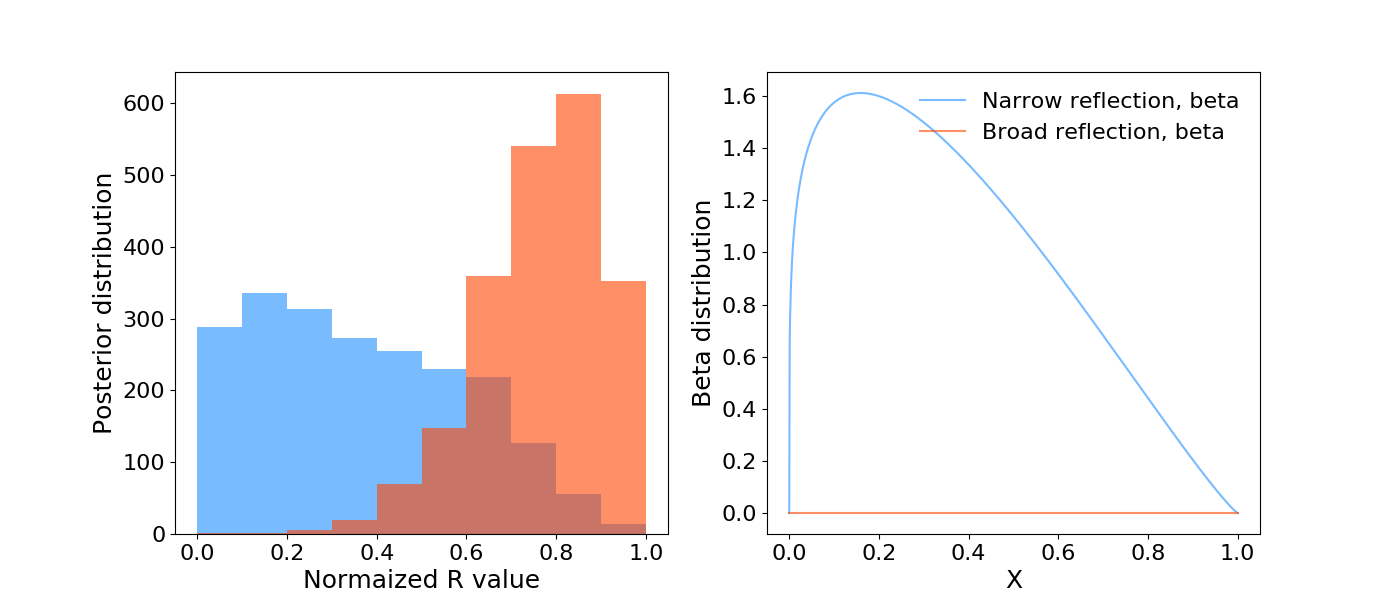 600
500
400
300
200
100
0
0.0 0.2 0.4 0.6 0.8 1.0
Normaized R value
Posterior distribution
1.6
1.4
1.2
1.0
0.8
0.6
0.4
0.2
0.0
0.0 0.2 0.4 0.6 0.8 1.0
X
Beta distribution
Narrow reflection, beta
Broad reflection, beta